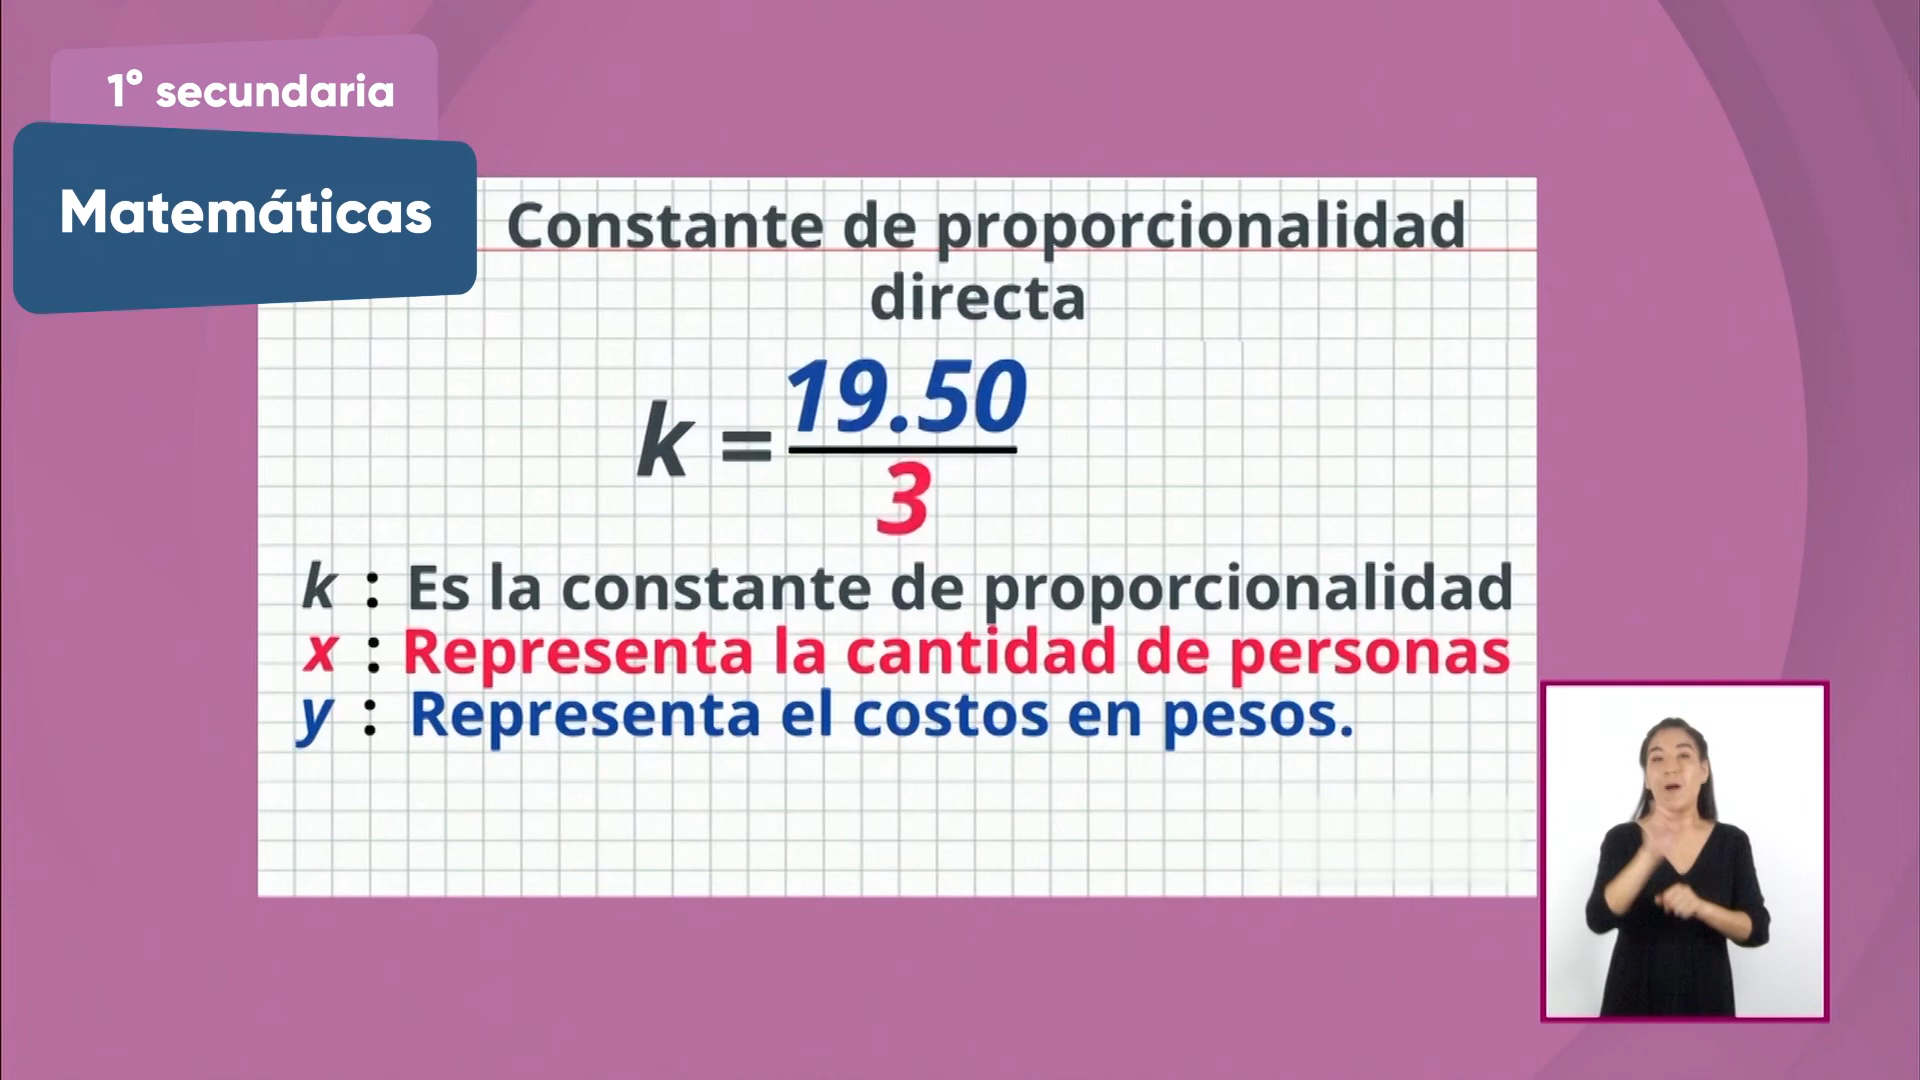 1° secundaria
Matemáticas
Constante de proporcionalidad
directa
k = 19.50
3
k : Es la constante de proporcionalidad
x : Representa la cantidad de personas
y : Representa el costos en pesos.